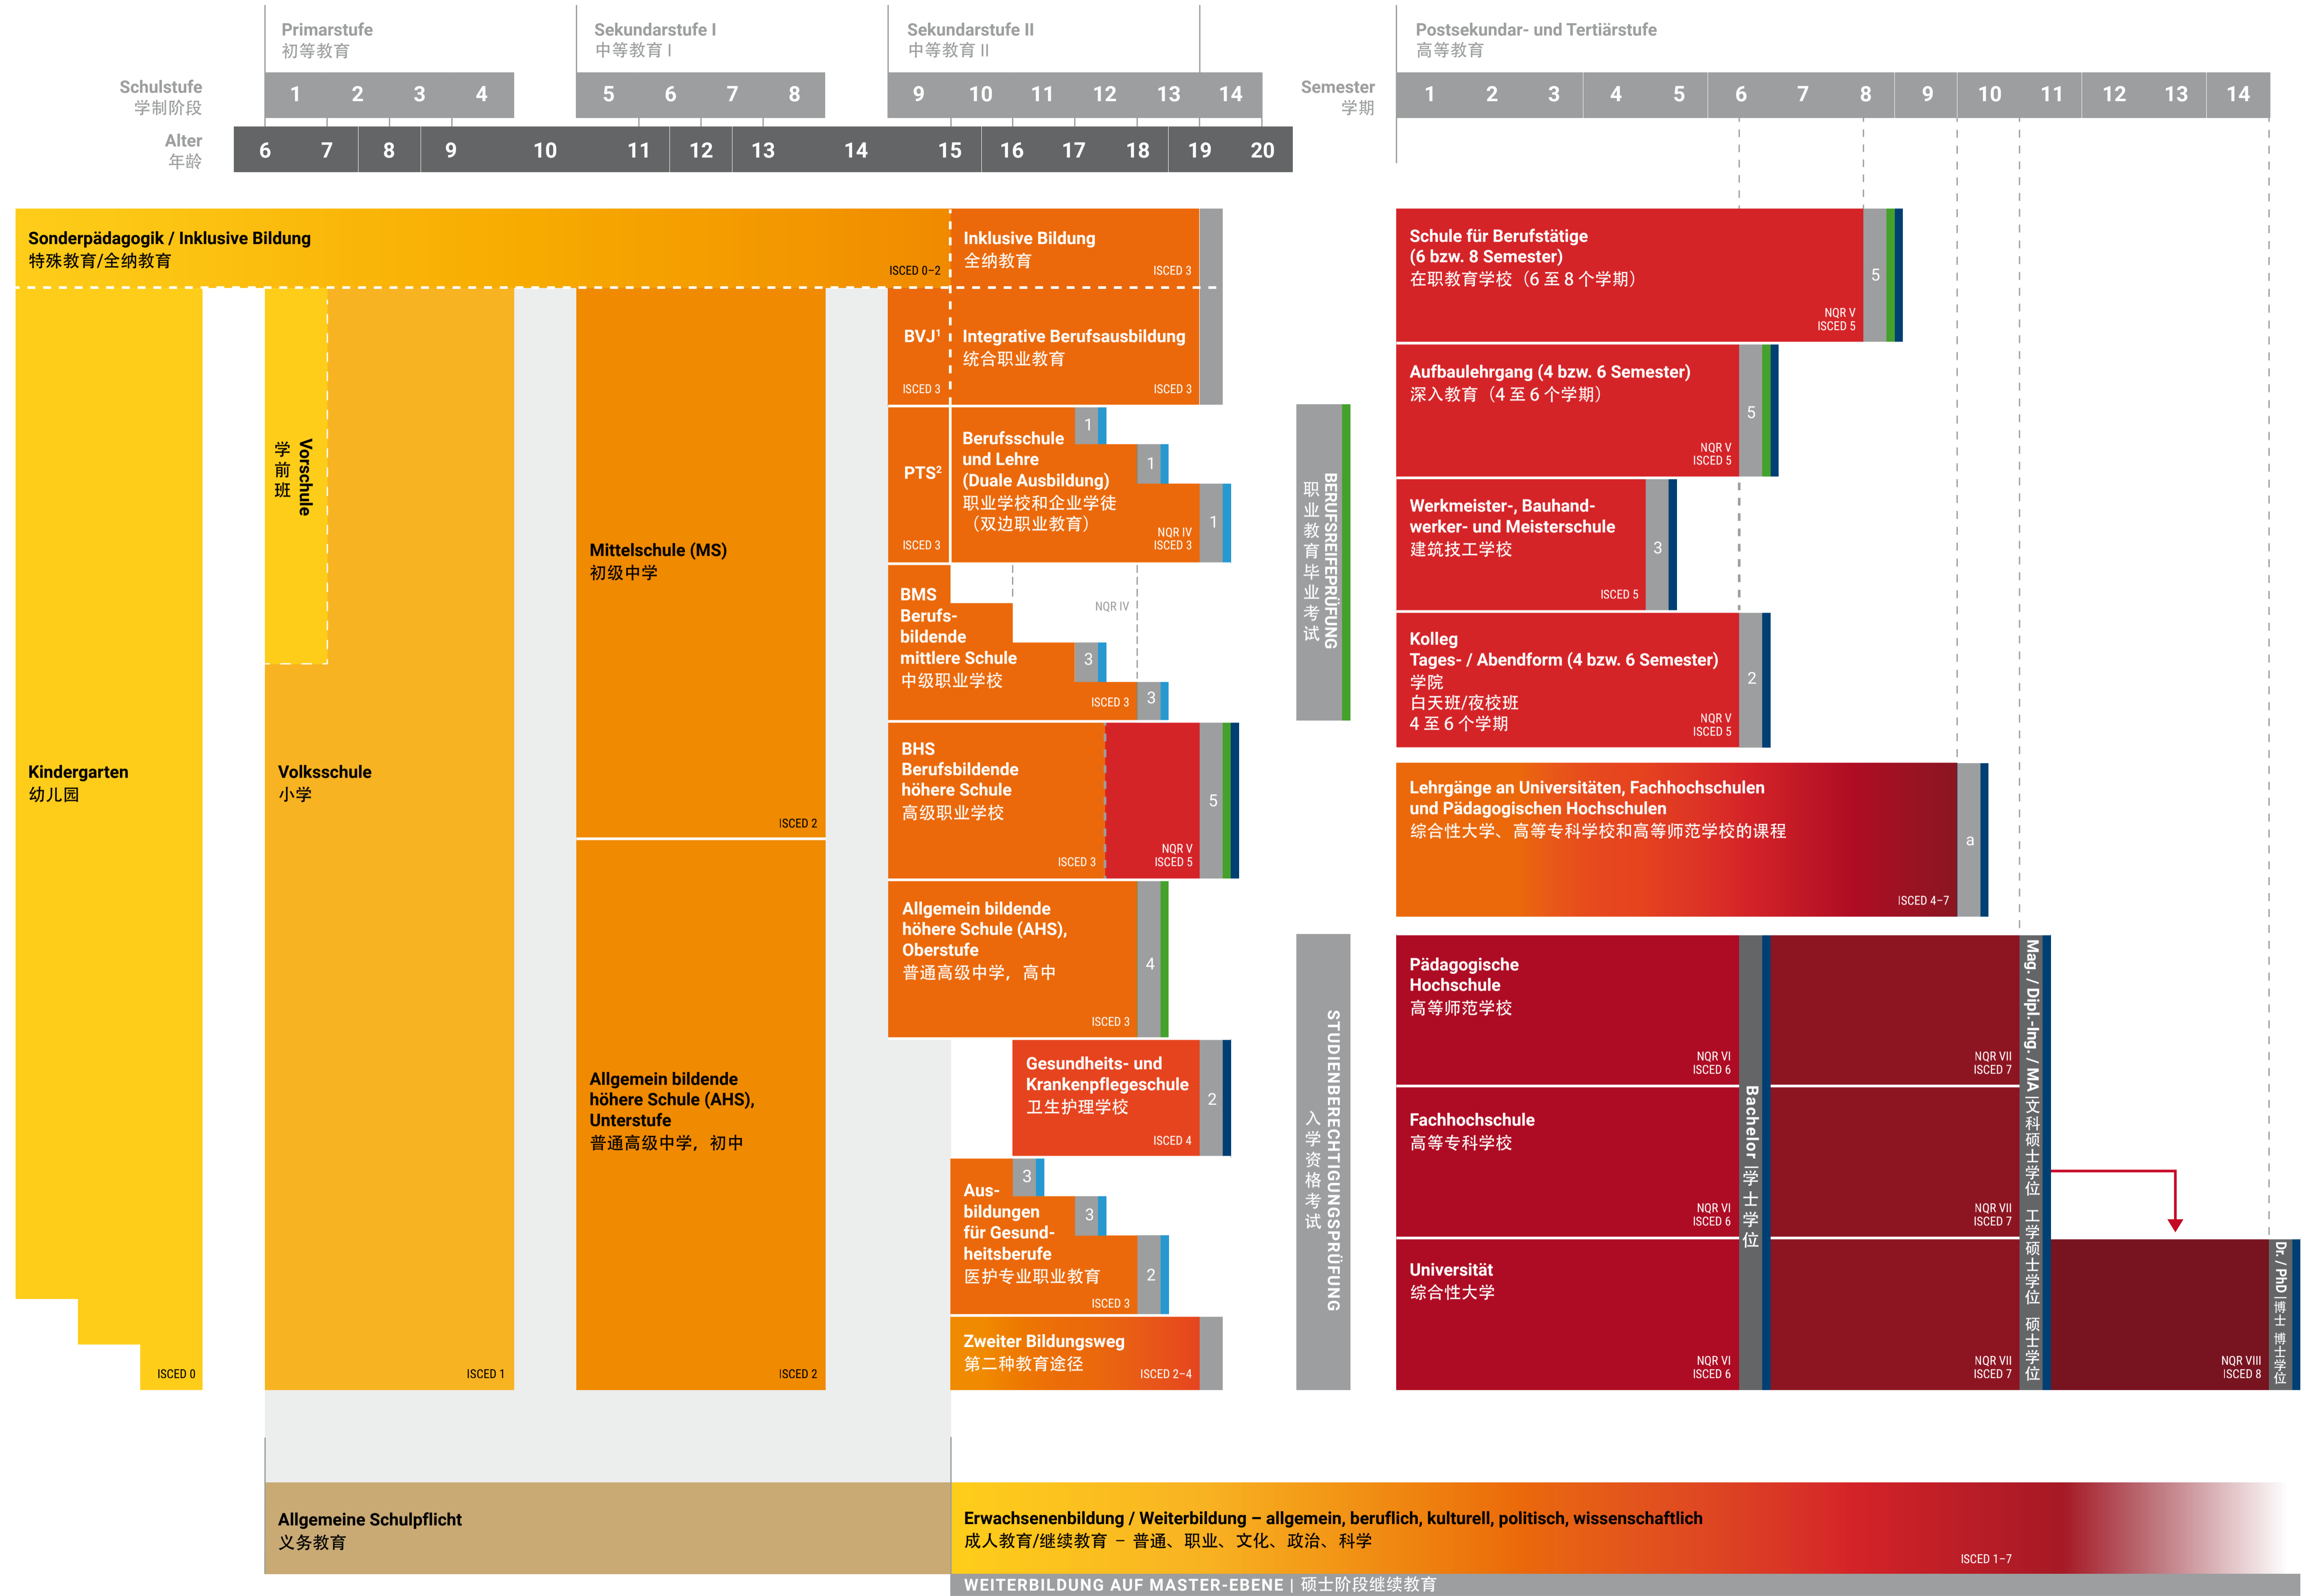 Primarstufe
初等教育
Sekundarstufe I
中等教育 I
Sekundarstufe II
中等教育 II
Postsekundar- und Tertiärstufe
高等教育
Schulstufe
学制阶段
1 2 3 4 5 6 7 8 9 10 11 12 13 14
Semester
学期
1 2 3 4 5 6 7 8 9 10 11 12 13 14
Alter
年龄
6 7 8 9 10 11 12 13 14 15 16 17 18 19 20
Sonderpädagogik / Inklusive Bildung
特殊教育/全纳教育
ISCED 0–2
Inklusive Bildung
全纳教育
ISCED 3
BVJ¹
ISCED 3
Integrative Berufsausbildung
统合职业教育
ISCED 3
Kindergarten
幼儿园
ISCED 0
Vorschule
学前班
Volksschule
小学
ISCED 1
Mittelschule (MS)
初级中学
ISCED 2
Allgemein bildende
höhere Schule (AHS),
Unterstufe
普通高级中学，初中
ISCED 2
PTS²
ISCED 3
Berufsschule
und Lehre
(Duale Ausbildung)
职业学校和企业学徒
（双边职业教育）
NQR IV
ISCED 3
1
1
1
BMS
Berufs-
bildende
mittlere Schule
中级职业学校
ISCED 3
NQR IV
3
3
BHS
Berufsbildende
höhere Schule
高级职业学校
ISCED 3
NQR V
ISCED 5
5
Allgemein bildende
höhere Schule (AHS),
Oberstufe
普通高级中学，高中
ISCED 3
4
Gesundheits- und
Krankenpflegeschule
卫生护理学校
ISCED 4
2
Aus-
bildungen
für Gesund-
heitsberufe
医护专业职业教育
ISCED 3
3
3
2
Zweiter Bildungsweg
第二种教育途径
ISCED 2–4
BERUFSREIFEPRÜFUNG
职业教育毕业考试
STUDIENBERECHTIGUNGSPRÜFUNG
入学资格考试
Schule für Berufstätige
(6 bzw. 8 Semester)
在职教育学校（6 至 8 个学期）
NQR V
ISCED 5
5
Aufbaulehrgang (4 bzw. 6 Semester)
深入教育（4 至 6 个学期）
NQR V
ISCED 5
5
Werkmeister-, Bauhand-
werker- und Meisterschule
建筑技工学校
ISCED 5
3
Kolleg
Tages- / Abendform (4 bzw. 6 Semester)
学院
白天班/夜校班
4 至 6 个学期
NQR V
ISCED 5
2
Lehrgänge an Universitäten, Fachhochschulen
und Pädagogischen Hochschulen
综合性大学、高等专科学校和高等师范学校的课程
ISCED 4–7
a
Pädagogische
Hochschule
高等师范学校
NQR VI
ISCED 6
NQR VII
ISCED 7
Fachhochschule
高等专科学校
NQR VI
ISCED 6
NQR VII
ISCED 7
Universität
综合性大学
NQR VI
ISCED 6
NQR VII
ISCED 7
NQR VIII
ISCED 8
Bachelor | 学士学位
Mag. / Dipl.-Ing. / MA | 文科硕士学位 工学硕士学位 硕士学位
Dr. / PhD | 博士 博士学位
Allgemeine Schulpflicht
义务教育
Erwachsenenbildung / Weiterbildung – allgemein, beruflich, kulturell, politisch, wissenschaftlich
成人教育/继续教育 – 普通、职业、文化、政治、科学
ISCED 1–7
WEITERBILDUNG AUF MASTER-EBENE | 硕士阶段继续教育